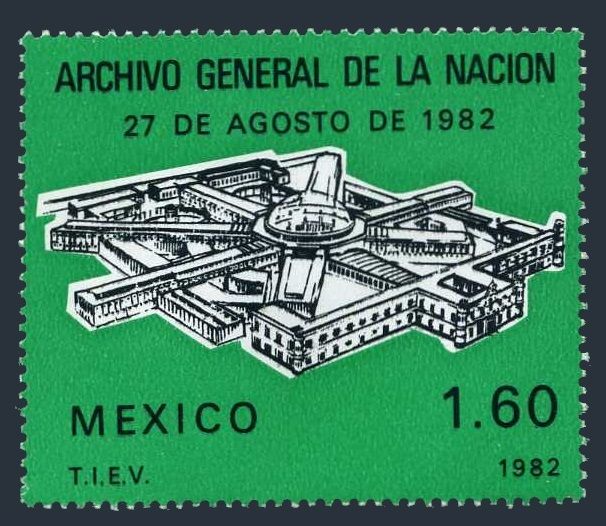 ARCHIVO GENERAL DE LA NACION
27 DE AGOSTO DE 1982
MEXICO 1.60
T.I.E.V. 1982